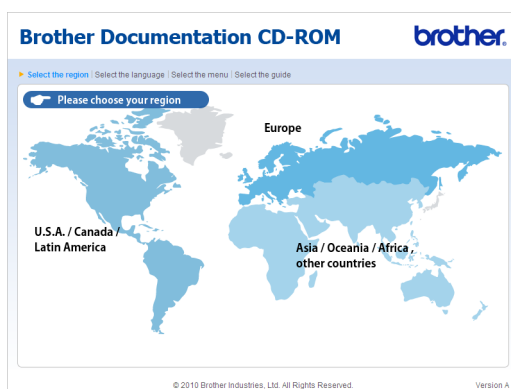 Brother Documentation CD-ROM
brother®
Select the region | Select the language | Select the menu | Select the guide
Please choose your region
Europe
U.S.A. / Canada /
Latin America
Asia / Oceania / Africa ,
other countries
© 2010 Brother Industries, Ltd. All Rights Reserved.
Version A